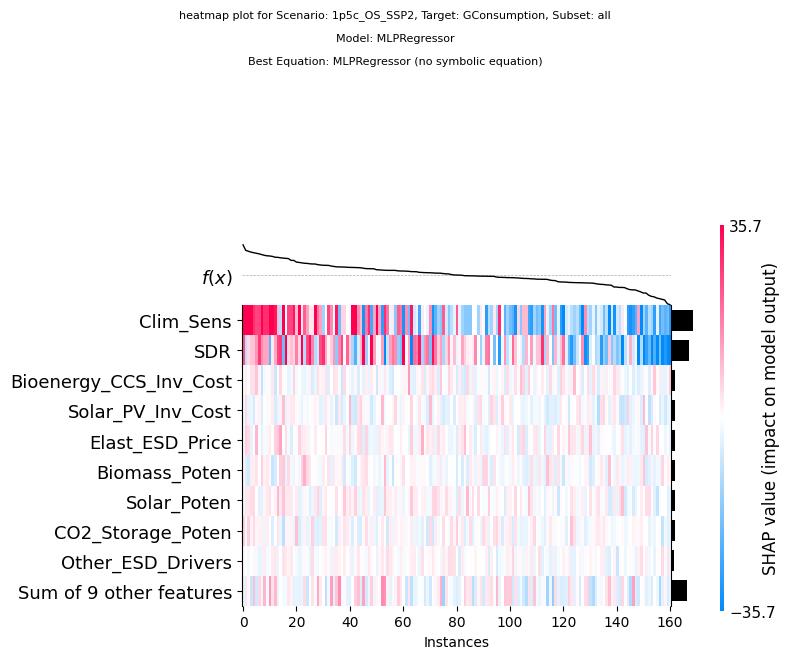 heatmap plot for Scenario: 1p5c_OS_SSP2, Target: GConsumption, Subset: all
Model: MLPRegressor
Best Equation: MLPRegressor (no symbolic equation)
35.7
f(x)
Clim_Sens
SDR
Bioenergy_CCS_Inv_Cost
Solar_PV_Inv_Cost
Elast_ESD_Price
Biomass_Poten
Solar_Poten
CO2_Storage_Poten
Other_ESD_Drivers
Sum of 9 other features
SHAP value (impact on model output)
−35.7
0 20 40 60 80 100 120 140 160
Instances